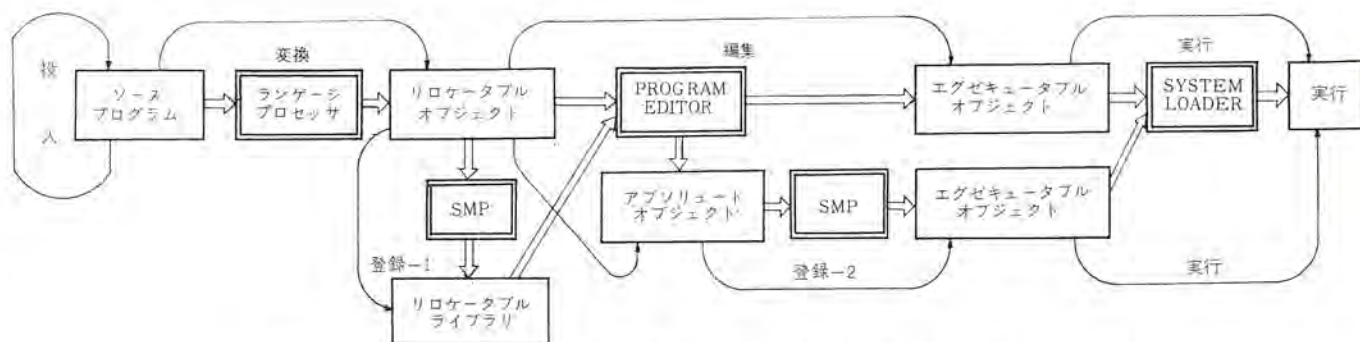 投
入
変換
編集
実行
ソース
プログラム
ランゲージ
プロセッサ
リロケータブル
オブジェクト
PROGRAM
EDITOR
エグゼキュータブル
オブジェクト
SYSTEM
LOADER
実行
SMP
アブソリュート
オブジェクト
SMP
エグゼキュータブル
オブジェクト
登録-1
登録-2
実行
リロケータブル
ライブラリ